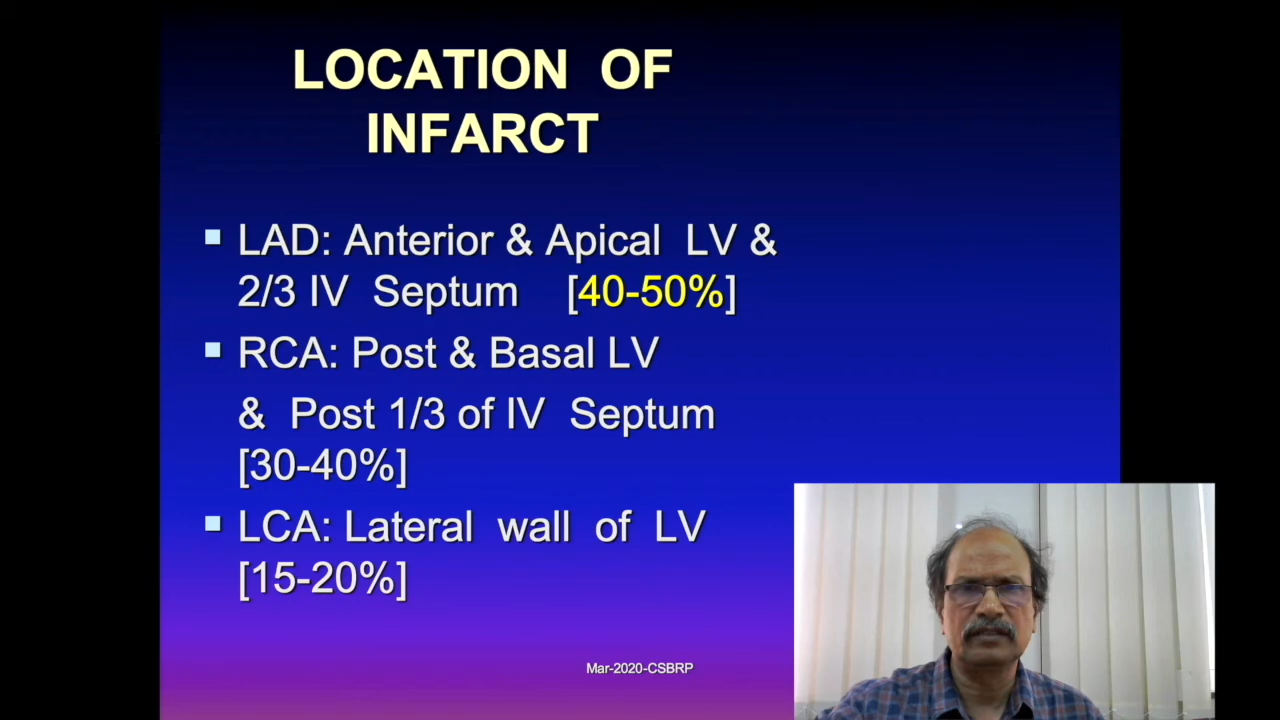 LOCATION OF
INFARCT
LAD: Anterior & Apical LV &
2/3 IV Septum [40-50%]
RCA: Post & Basal LV
& Post 1/3 of IV Septum
[30-40%]
LCA: Lateral wall of LV
[15-20%]
Mar-2020-CSBRP